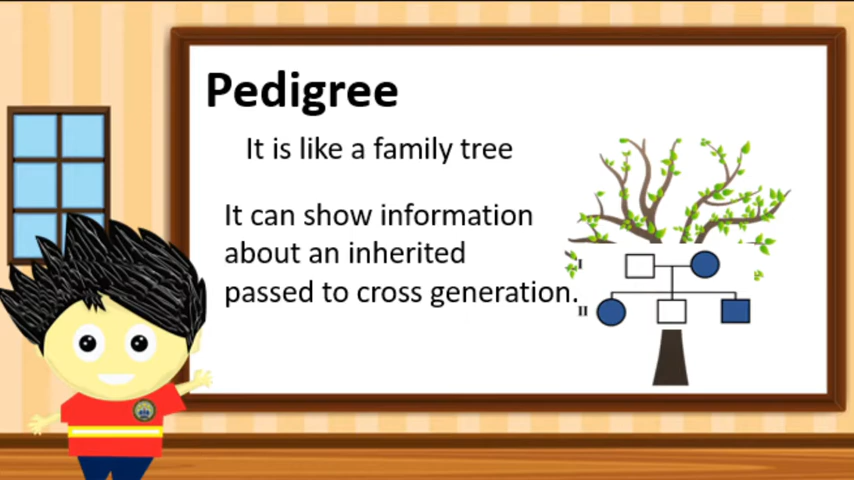 Pedigree
It is like a family tree
It can show information
about an inherited
passed to cross generation.
I
II